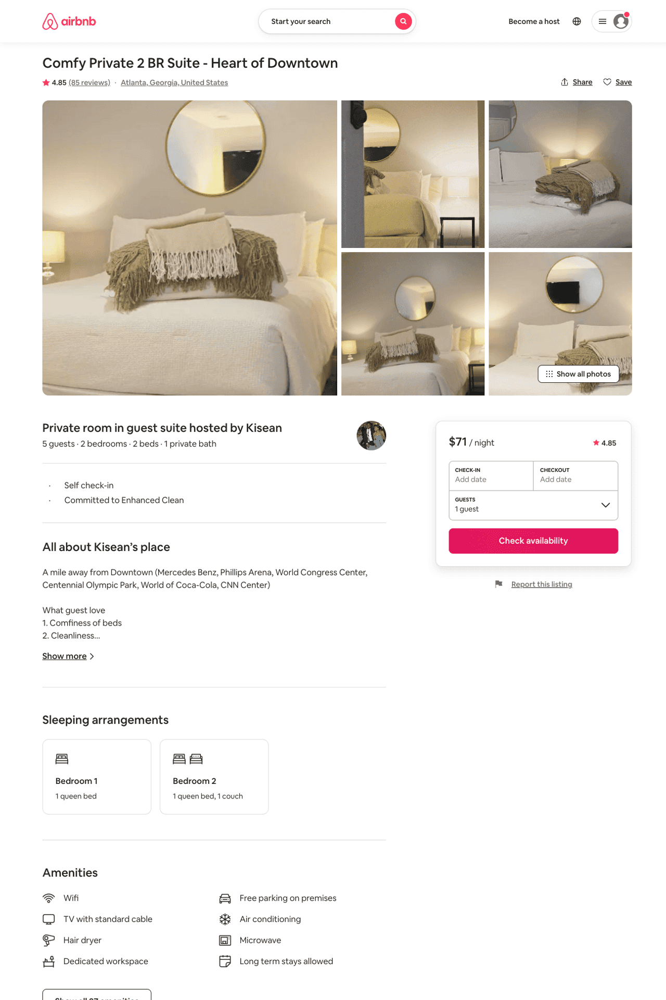 airbnb
Start your search
Become a host
Comfy Private 2 BR Suite - Heart of Downtown
4.85 (85 reviews) · Atlanta, Georgia, United States
Share
Save
Show all photos
Private room in guest suite hosted by Kisean
5 guests · 2 bedrooms · 2 beds · 1 private bath
· Self check-in
· Committed to Enhanced Clean
All about Kisean’s place
A mile away from Downtown (Mercedes Benz, Phillips Arena, World Congress Center,
Centennial Olympic Park, World of Coca-Cola, CNN Center)
What guest love
1. Comfiness of beds
2. Cleanliness...
Show more
$71 / night
4.85
CHECK-IN
Add date
CHECKOUT
Add date
GUESTS
1 guest
Check availability
Report this listing
Sleeping arrangements
Bedroom 1
1 queen bed
Bedroom 2
1 queen bed, 1 couch
Amenities
Wifi
Free parking on premises
TV with standard cable
Air conditioning
Hair dryer
Microwave
Dedicated workspace
Long term stays allowed